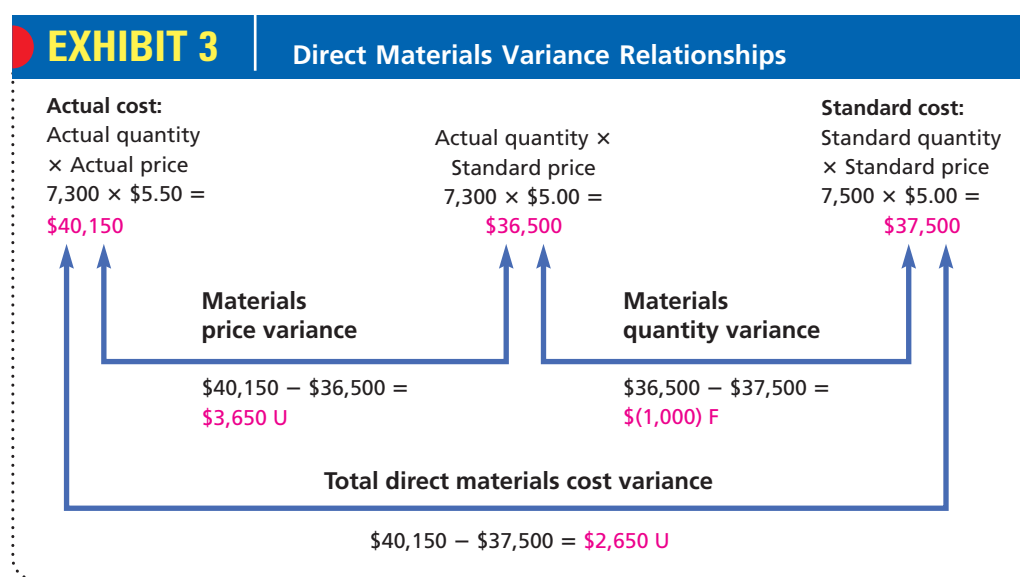 EXHIBIT 3
Direct Materials Variance Relationships
Actual cost:
Actual quantity
× Actual price
7,300 × $5.50 =
$40,150
Actual quantity ×
Standard price
7,300 × $5.00 =
$36,500
Standard cost:
Standard quantity
× Standard price
7,500 × $5.00 =
$37,500
Materials
price variance
$40,150 − $36,500 =
$3,650 U
Materials
quantity variance
$36,500 − $37,500 =
$(1,000) F
Total direct materials cost variance
$40,150 − $37,500 = $2,650 U